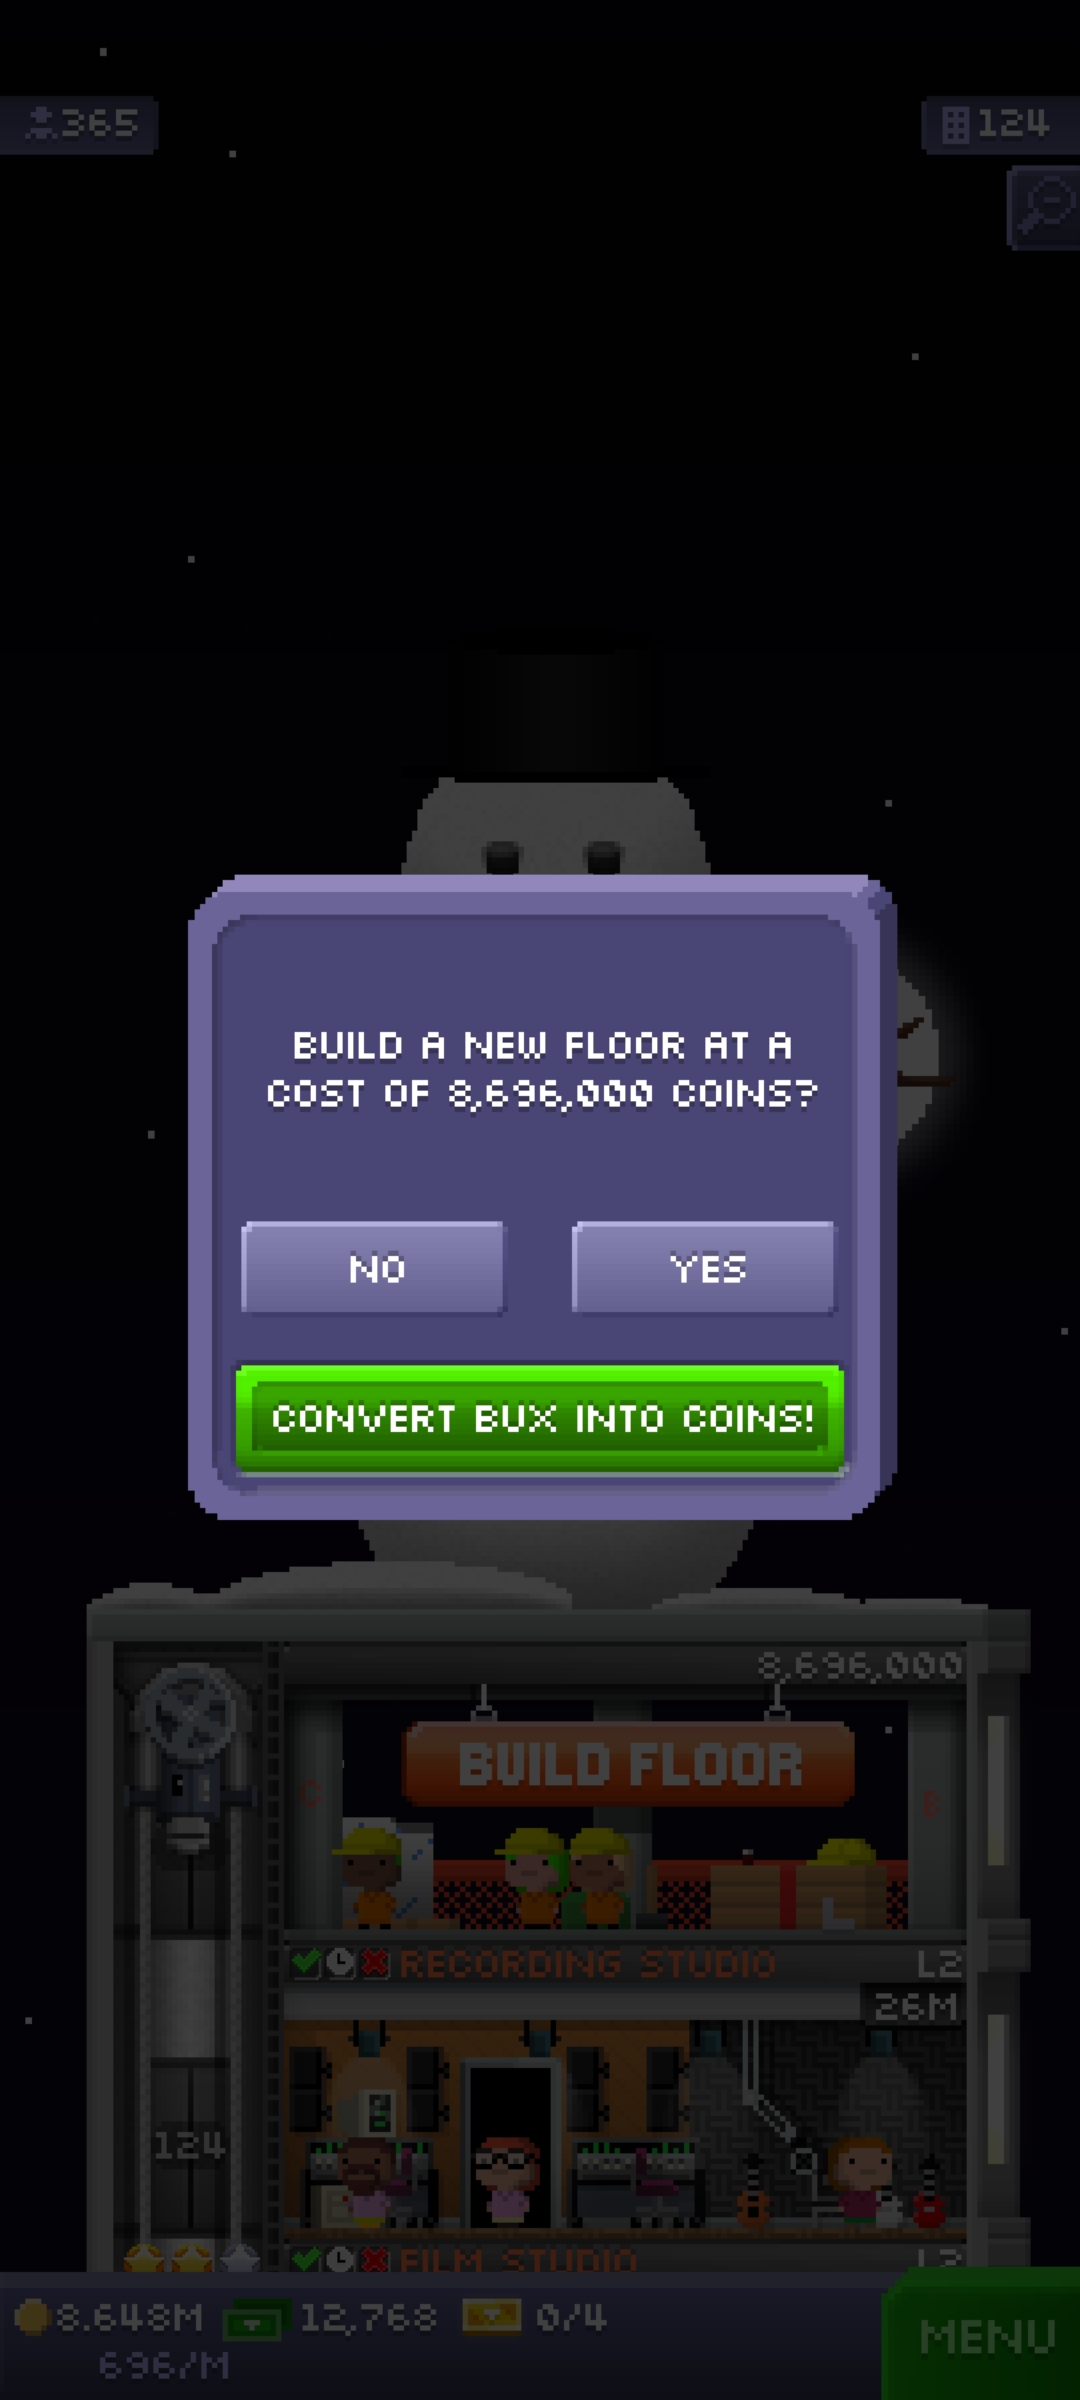 365
124
BUILD A NEW FLOOR AT A
COST OF 8,696,000 COINS?
NO
YES
CONVERT BUX INTO COINS!
8,696,000
BUILD FLOOR
C
B
L
RECORDING STUDIO
L2
26M
124
FILM STUDIO
L3
8.648M
12,768
0/4
696/M
MENU